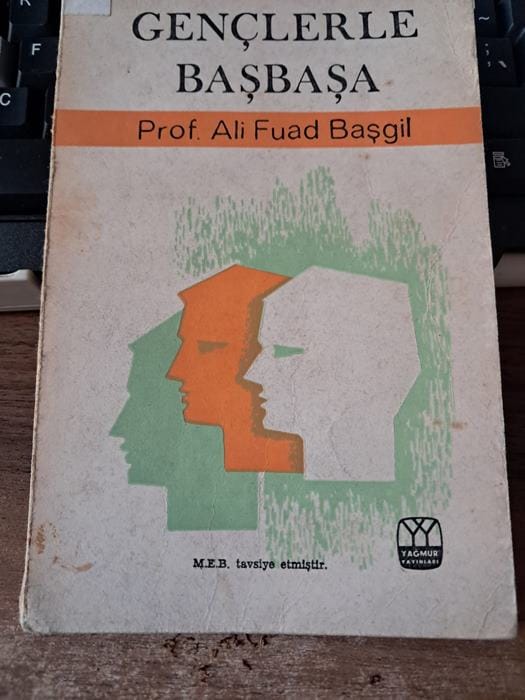 GENÇLERLE
BAŞBAŞA
Prof. Ali Fuad Başgil
M.E.B. tavsiye etmiştir.
YAĞMUR
YAYINLARI
K
F
C